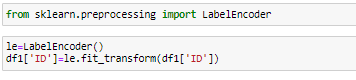 from sklearn.preprocessing import LabelEncoder
le=LabelEncoder()
df1['ID']=le.fit_transform(df1['ID'])